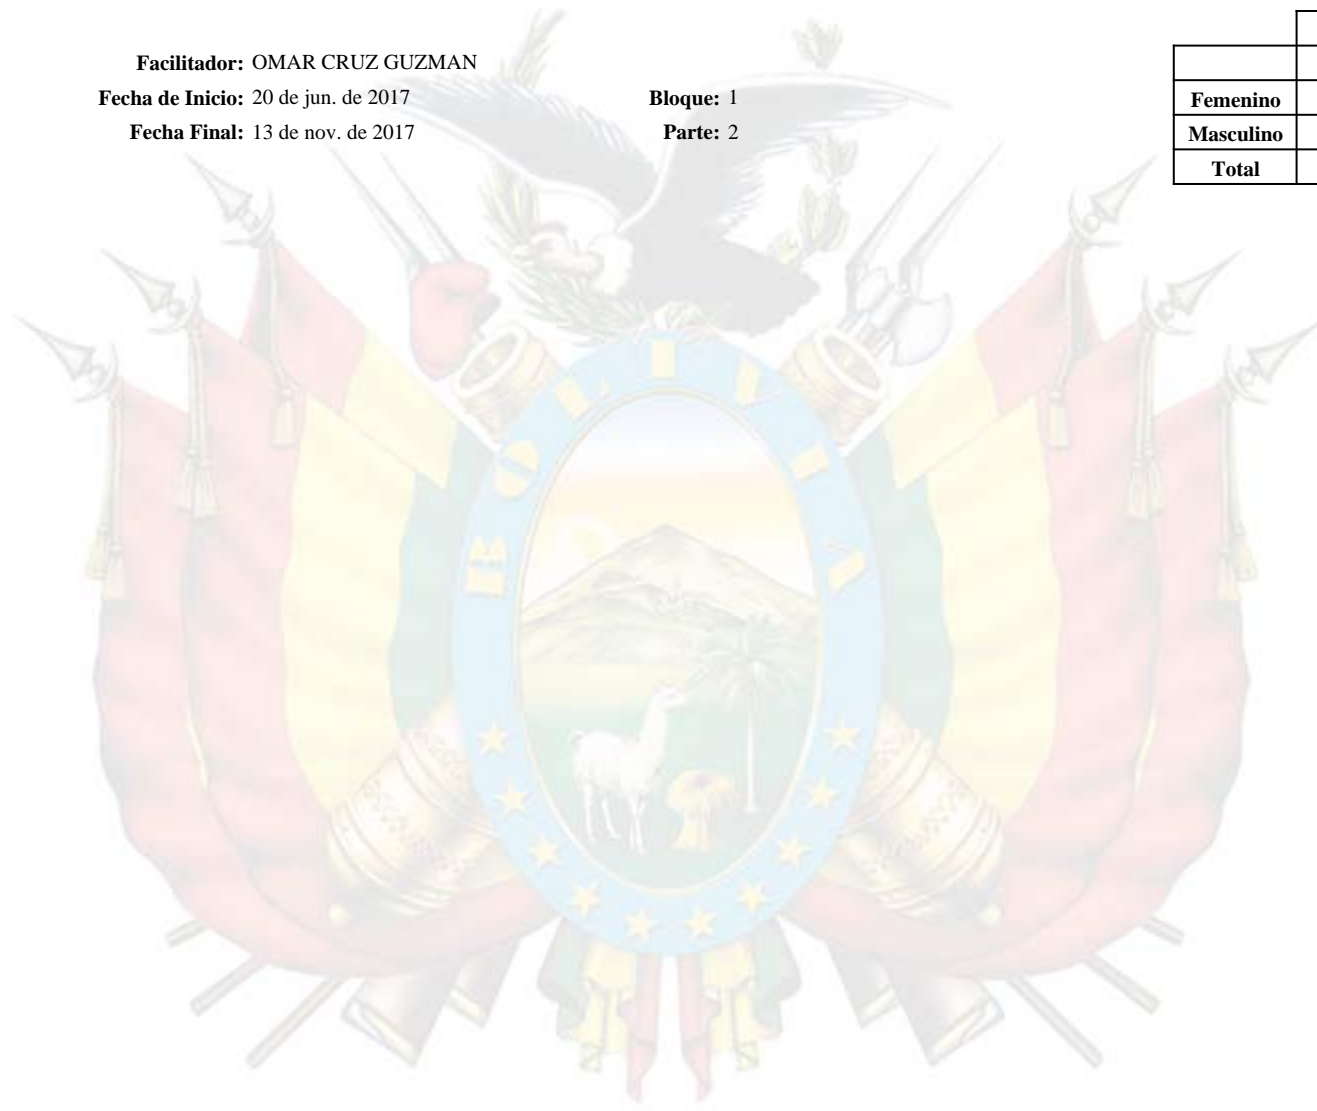 Facilitador: OMAR CRUZ GUZMAN
Fecha de Inicio: 20 de jun. de 2017 Bloque: 1
Fecha Final: 13 de nov. de 2017 Parte: 2
Femenino
Masculino
Total
BOLIVIA